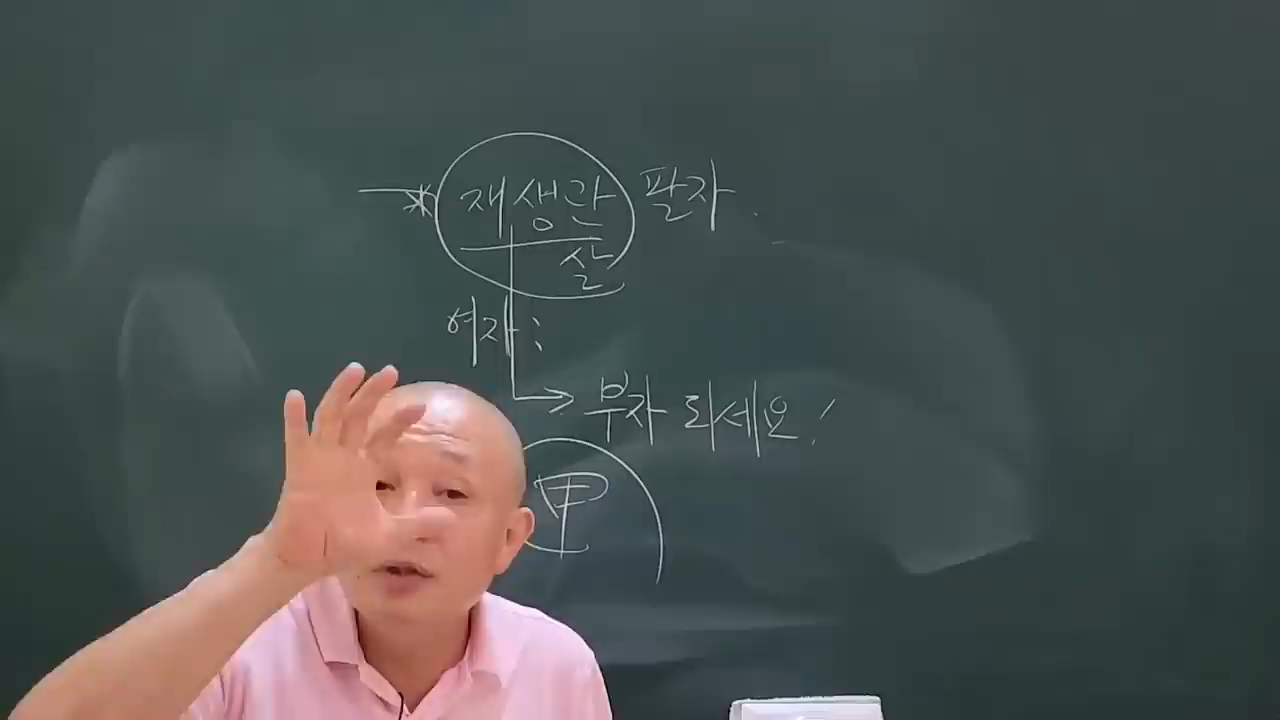 * 재생관 팔자.
살
여자:
→ 부자 되세요!
甲